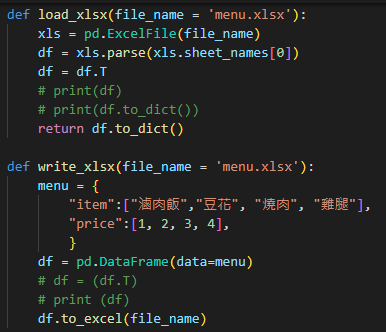 def load_xlsx(file_name = 'menu.xlsx'):
    xls = pd.ExcelFile(file_name)
    df = xls.parse(xls.sheet_names[0])
    df = df.T
    # print(df)
    # print(df.to_dict())
    return df.to_dict()

def write_xlsx(file_name = 'menu.xlsx'):
    menu = {
        "item":["滷肉飯","豆花", "燒肉", "雞腿"],
        "price":[1, 2, 3, 4],
        }
    df = pd.DataFrame(data=menu)
    # df = (df.T)
    # print (df)
    df.to_excel(file_name)